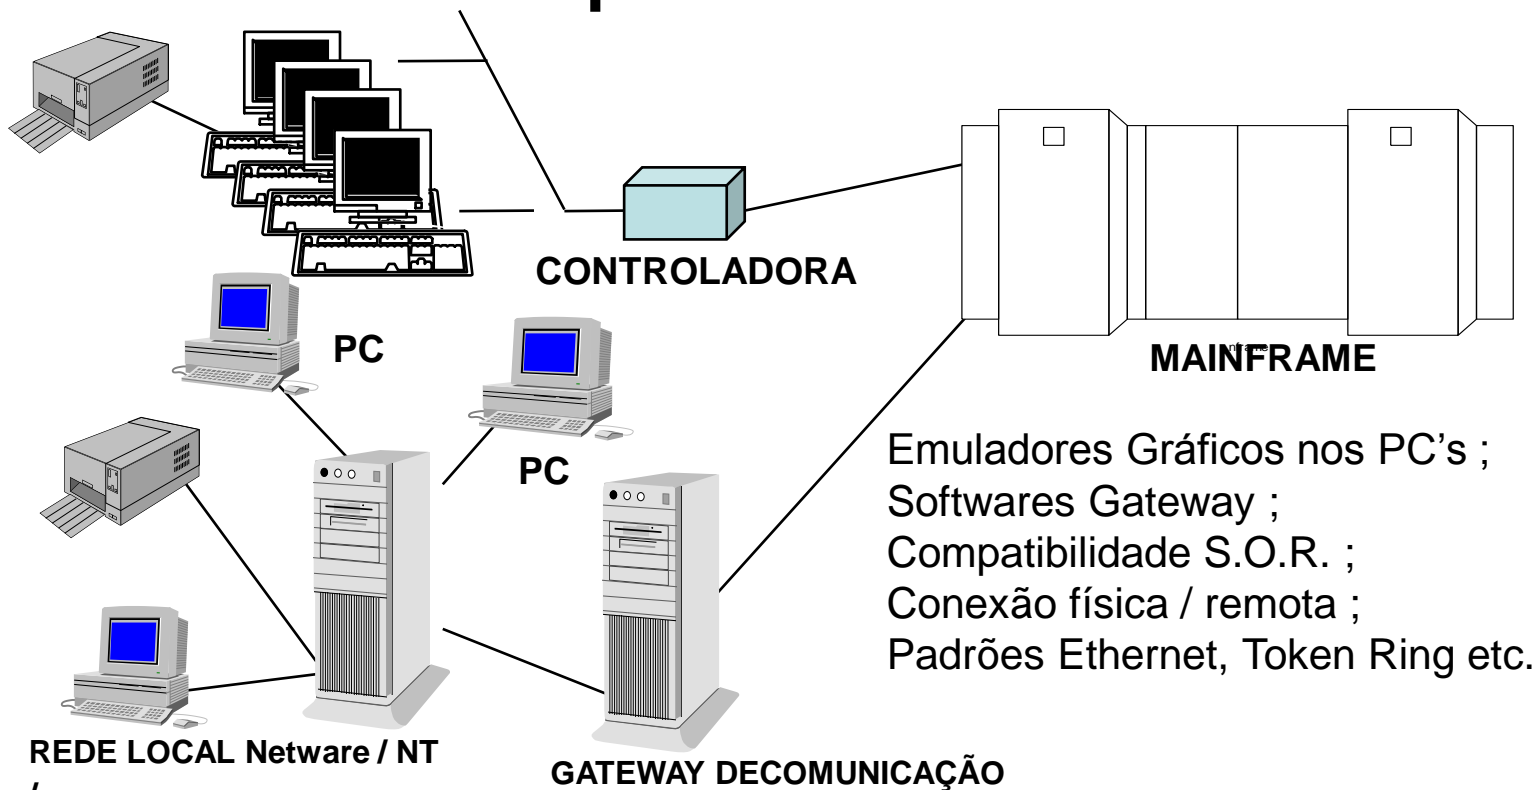 CONTROLADORA
PC
MAINFRAME
PC
Emuladores Gráficos nos PC’s ;
Softwares Gateway ;
Compatibilidade S.O.R. ;
Conexão física / remota ;
Padrões Ethernet, Token Ring etc.
REDE LOCAL Netware / NT
/
GATEWAY DECOMUNICAÇÃO